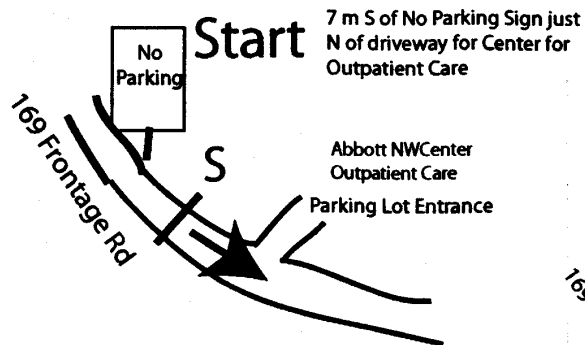 Start
7 m S of No Parking Sign just
N of driveway for Center for
Outpatient Care
No
Parking
169 Frontage Rd
S
Abbott NWCenter
Outpatient Care
Parking Lot Entrance
169